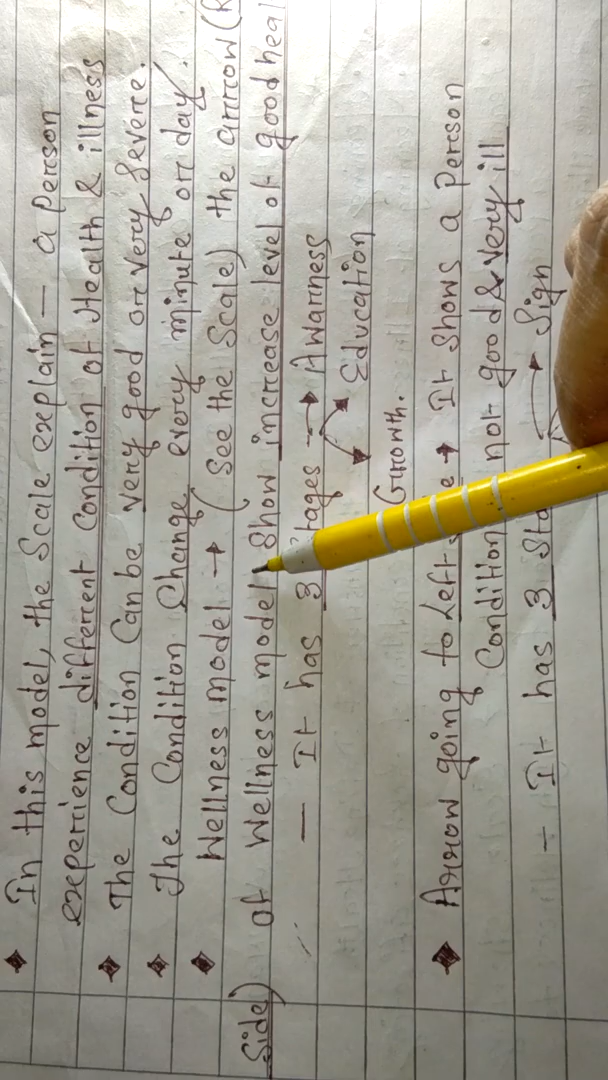 In this model, the Scale explain — a person
experience different Condition of Health & illness
The Condition Can be very good or very severe.
The Condition Change every minute or day.
Wellness model → (See the Scale) the arrow (R
Side) of Wellness model Show increase level of good heal
— It has 3 stages → Awarness
Education
Growth.
Arrow going to Left → It Shows a Person
Condition not good & very ill
— It has 3 Sta → Sign